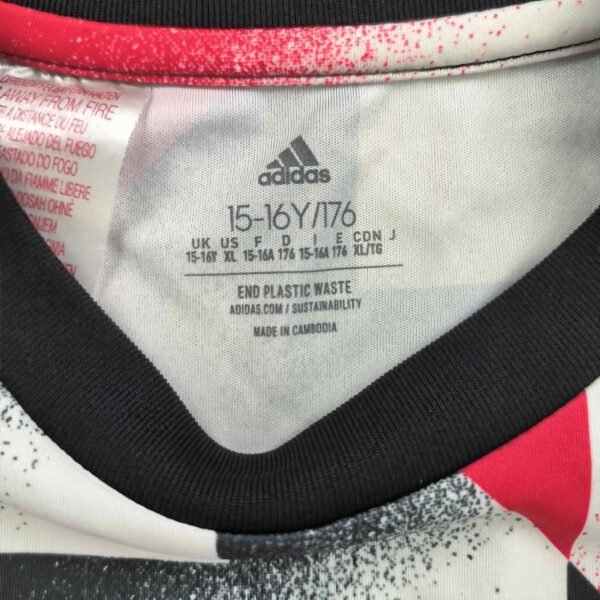 AWAY FROM FIRE
A DISTANCE DU FEU
ALEJADO DEL FUEGO
DO FOGO
DA FIAMME LIBERE
adidas
15-16Y/176
UK US F D I E CDN J
15-16Y XL 15-16A 176 15-16A 176 XL/TG
END PLASTIC WASTE
ADIDAS.COM / SUSTAINABILITY
MADE IN CAMBODIA